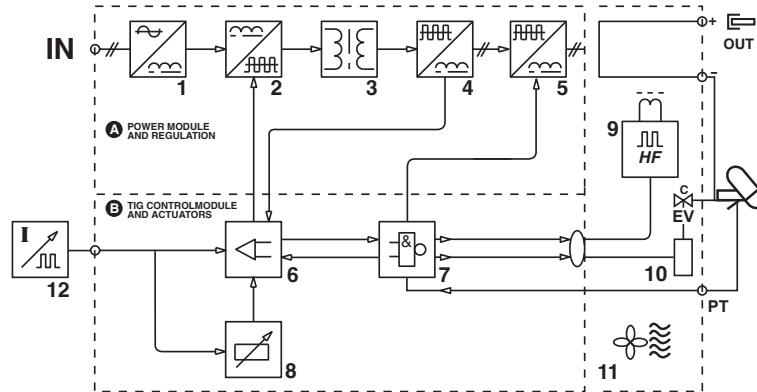 IN
+
OUT
-
1
2
3
4
5
A POWER MODULE
AND REGULATION
9
HF
B TIG CONTROLMODULE
AND ACTUATORS
C
EV
I
12
6
&
7
10
PT
8
11